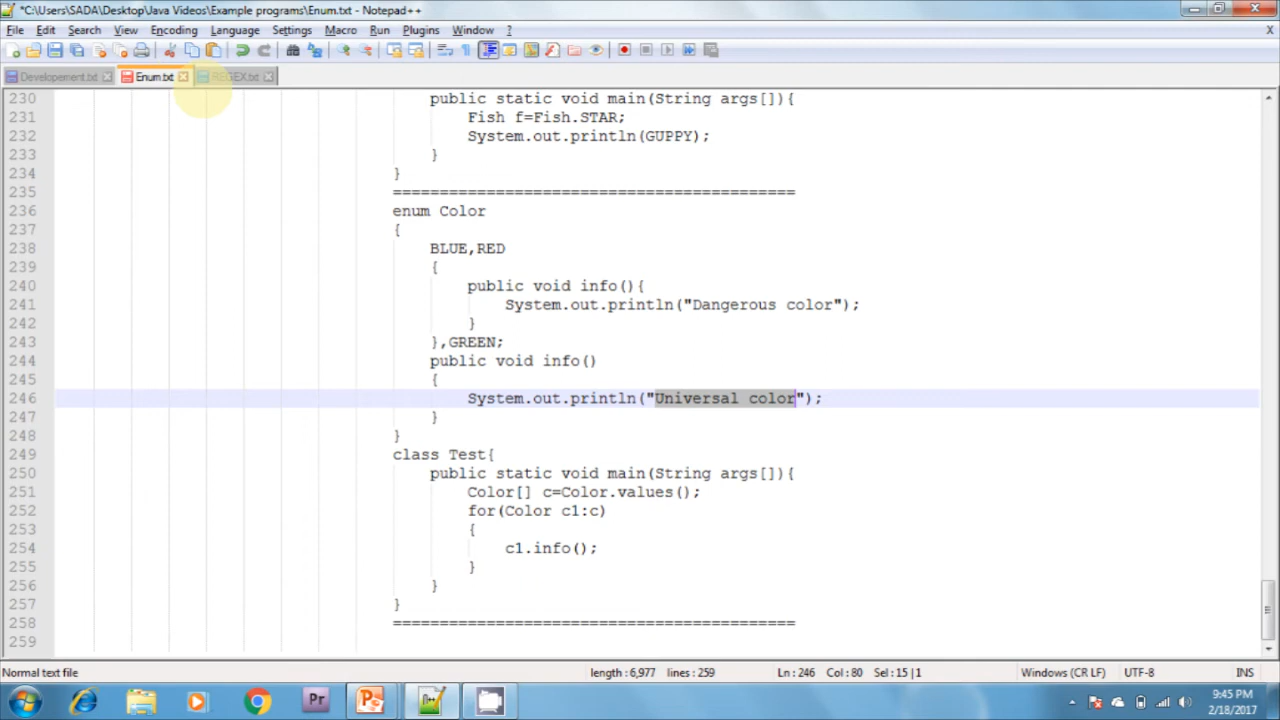 *C:\Users\SADA\Desktop\Java Videos\Example programs\Enum.txt - Notepad++
File Edit Search View Encoding Language Settings Macro Run Plugins Window ? X
Developement.txt Enum.txt REGEX.txt
230 public static void main(String args[]){
231 Fish f=Fish.STAR;
232 System.out.println(GUPPY);
233 }
234 }
235 ===========================================
236 enum Color
237 {
238 BLUE,RED
239 {
240 public void info(){
241 System.out.println("Dangerous color");
242 }
243 },GREEN;
244 public void info()
245 {
246 System.out.println("Universal color");
247 }
248 }
249 class Test{
250 public static void main(String args[]){
251 Color[] c=Color.values();
252 for(Color c1:c)
253 {
254 c1.info();
255 }
256 }
257 }
258 ===========================================
259
Normal text file length : 6,977 lines : 259 Ln : 246 Col : 80 Sel : 15 | 1 Windows (CR LF) UTF-8 INS
Pr 9:45 PM
2/18/2017